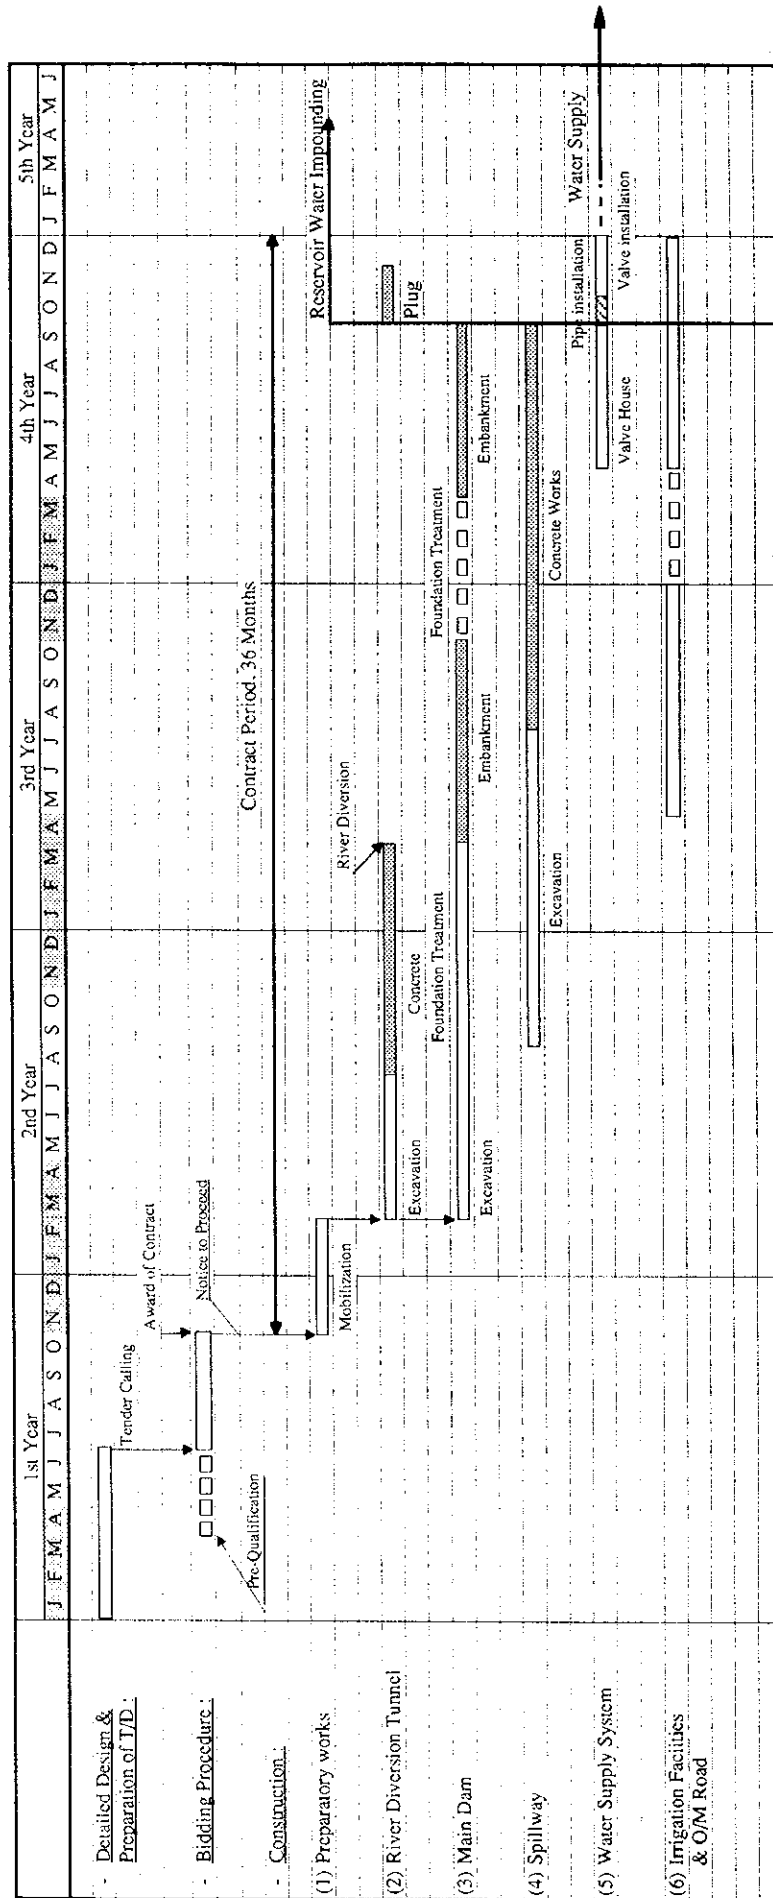 1st Year 2nd Year 3rd Year 4th Year 5th Year
J F M A M J J A S O N D J F M A M J J A S O N D J F M A M J J A S O N D J F M A M J J A S O N D J F M A M J
- Detailed Design &
Preparation of T/D :
Tender Calling
Award of Contract
- Bidding Procedure :
Pre-Qualification
Notice to Proceed
- Construction :
Contract Period, 36 Months
(1) Preparatory works
Mobilization
Reservoir Water Impounding
River Diversion
(2) River Diversion Tunnel
Excavation
Concrete
Plug
Foundation Treatment
Foundation Treatment
(3) Main Dam
Excavation
Embankment
Embankment
(4) Spillway
Excavation
Concrete Works
Pipe installation
Water Supply
(5) Water Supply System
Valve House
Valve installation
(6) Irrigation Facilities
& O/M Road